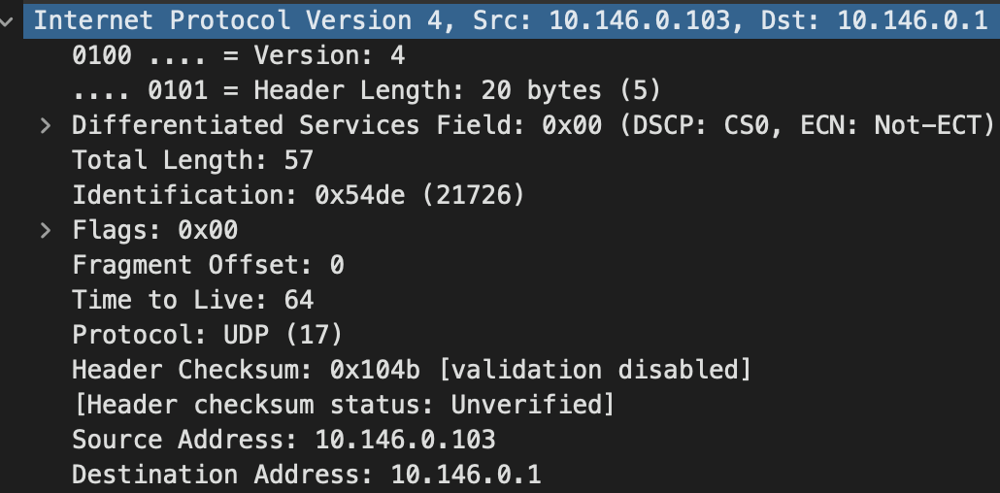 Internet Protocol Version 4, Src: 10.146.0.103, Dst: 10.146.0.1
0100 .... = Version: 4
.... 0101 = Header Length: 20 bytes (5)
Differentiated Services Field: 0x00 (DSCP: CS0, ECN: Not-ECT)
Total Length: 57
Identification: 0x54de (21726)
Flags: 0x00
Fragment Offset: 0
Time to Live: 64
Protocol: UDP (17)
Header Checksum: 0x104b [validation disabled]
[Header checksum status: Unverified]
Source Address: 10.146.0.103
Destination Address: 10.146.0.1